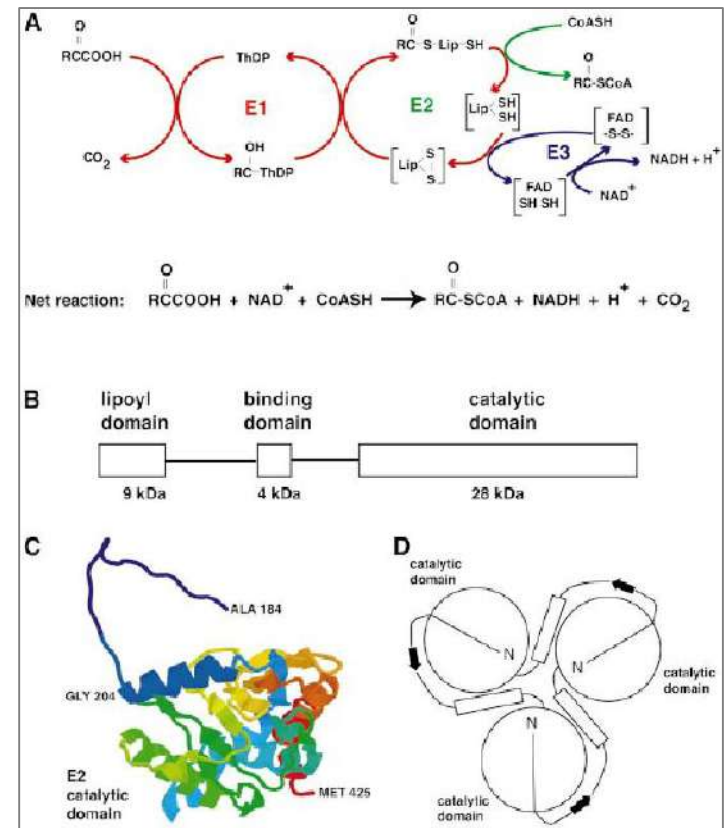 A
O
RCCOOH
ThDP
O
RC-S-Lip-SH
CoASH
O
RC-SCoA
E1
E2
[Lip SH SH]
[FAD -S-S-]
E3
NADH + H+
CO2
OH
RC-ThDP
[Lip S S]
[FAD SH SH]
NAD+
O
O
Net reaction: RCCOOH + NAD+ + CoASH → RC-SCoA + NADH + H+ + CO2
B
lipoyl domain
binding domain
catalytic domain
9 kDa
4 kDa
28 kDa
C
ALA 184
GLY 204
MET 425
E2
catalytic
domain
D
catalytic
domain
N
N
catalytic
domain
N
catalytic
domain